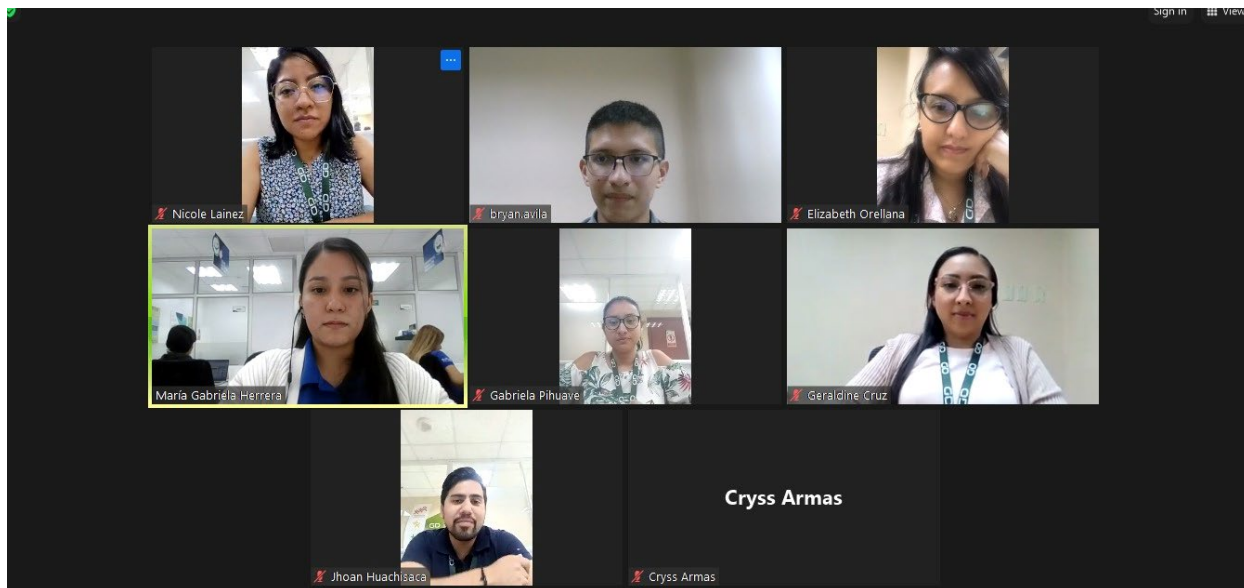 Sign in
View
Nicole Lainez
bryan.avila
Elizabeth Orellana
María Gabriela Herrera
Gabriela Pihuave
Geraldine Cruz
Cryss Armas
Jhoan Huachisaca
Cryss Armas